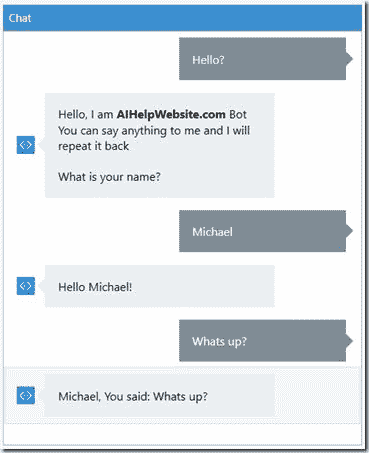 Chat
Hello?
Hello, I am AIHelpWebsite.com Bot
You can say anything to me and I will
repeat it back
What is your name?
Michael
Hello Michael!
Whats up?
Michael, You said: Whats up?